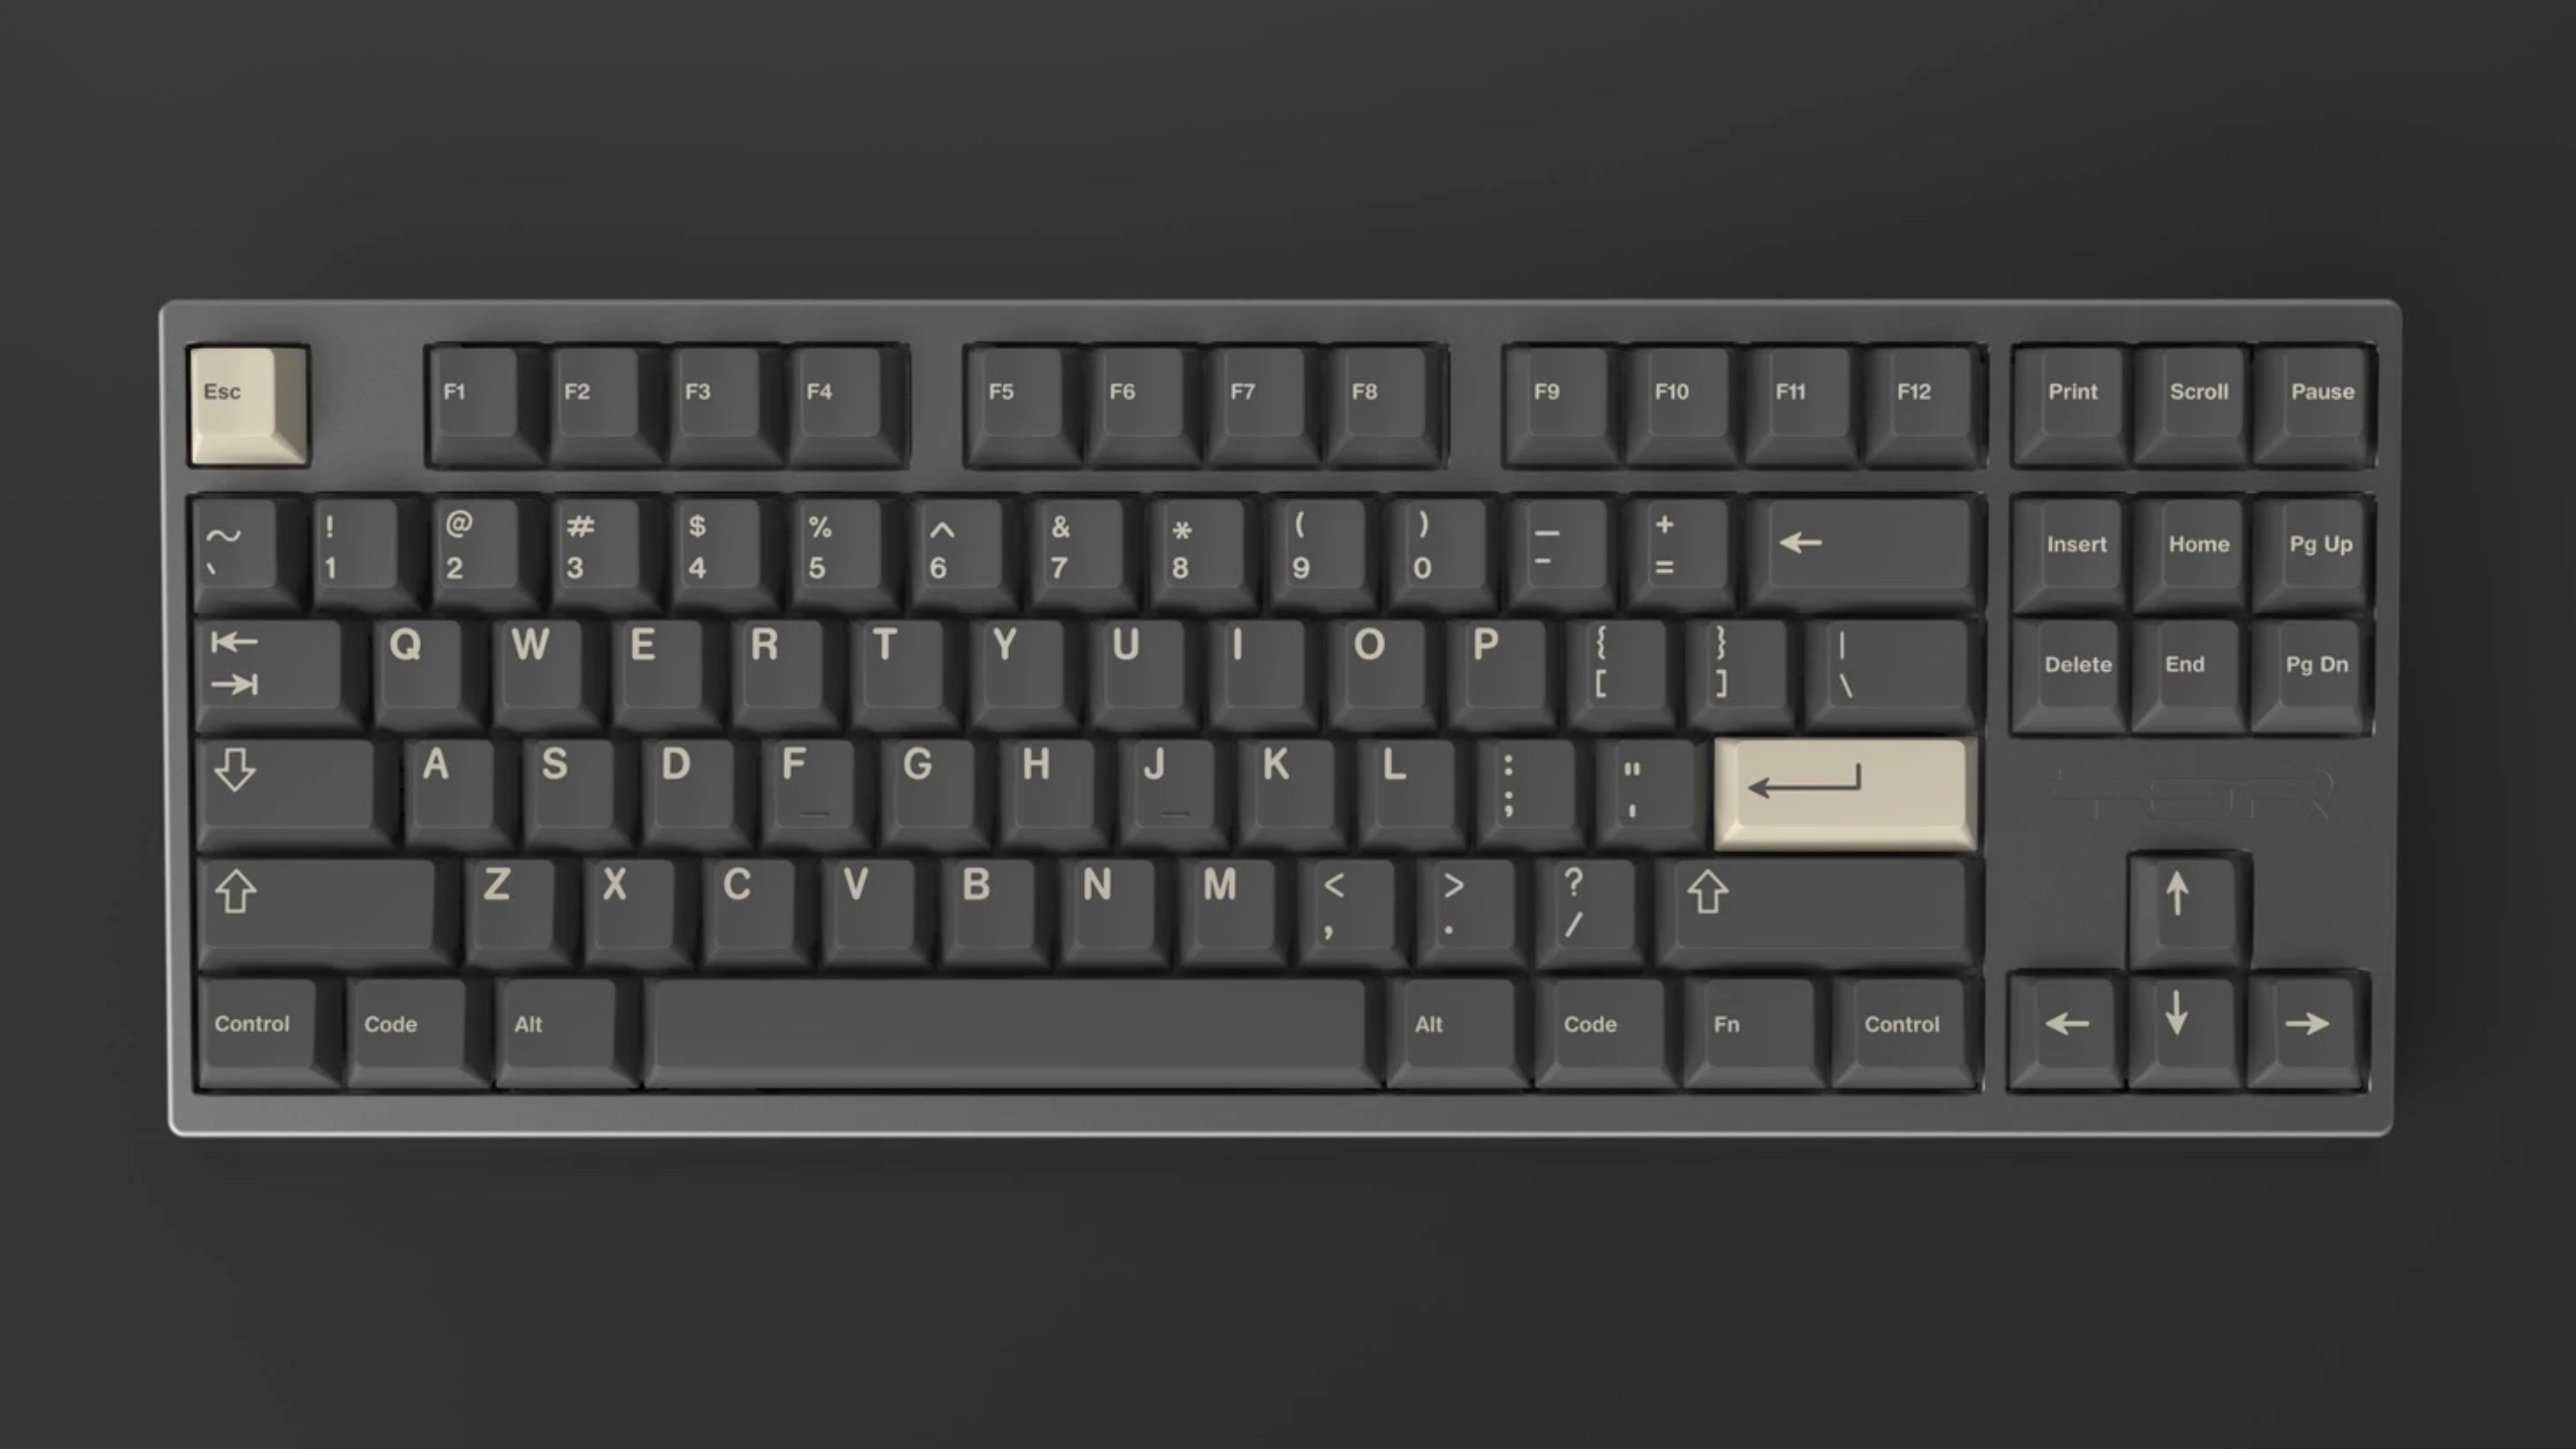 Esc F1 F2 F3 F4 F5 F6 F7 F8 F9 F10 F11 F12 Print Scroll Pause
~ ! @ # $ % ^ & * ( ) — +
` 1 2 3 4 5 6 7 8 9 0 - = ← Insert Home Pg Up
⇤ Q W E R T Y U I O P { } |
⇥ [ ] \ Delete End Pg Dn
⇩ A S D F G H J K L : "
; '
⇧ Z X C V B N M < > ? ⇧ ↑
, . /
Control Code Alt Alt Code Fn Control ← ↓ →